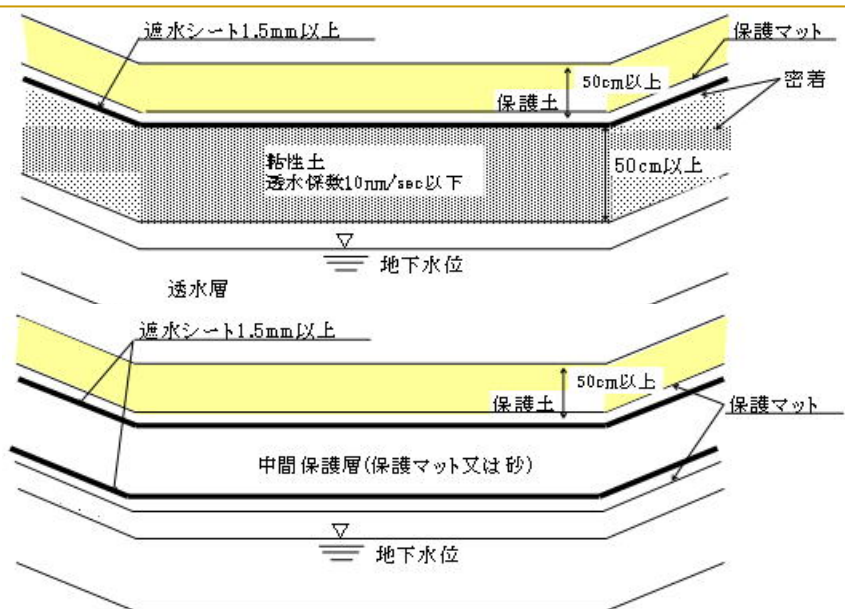 遮水シート1.5mm以上
保護マット
50cm以上
保護土
密着
粘性土
透水係数10nm/sec以下
50cm以上
地下水位
透水層
遮水シート1.5mm以上
50cm以上
保護土
保護マット
中間保護層(保護マット又は砂)
地下水位